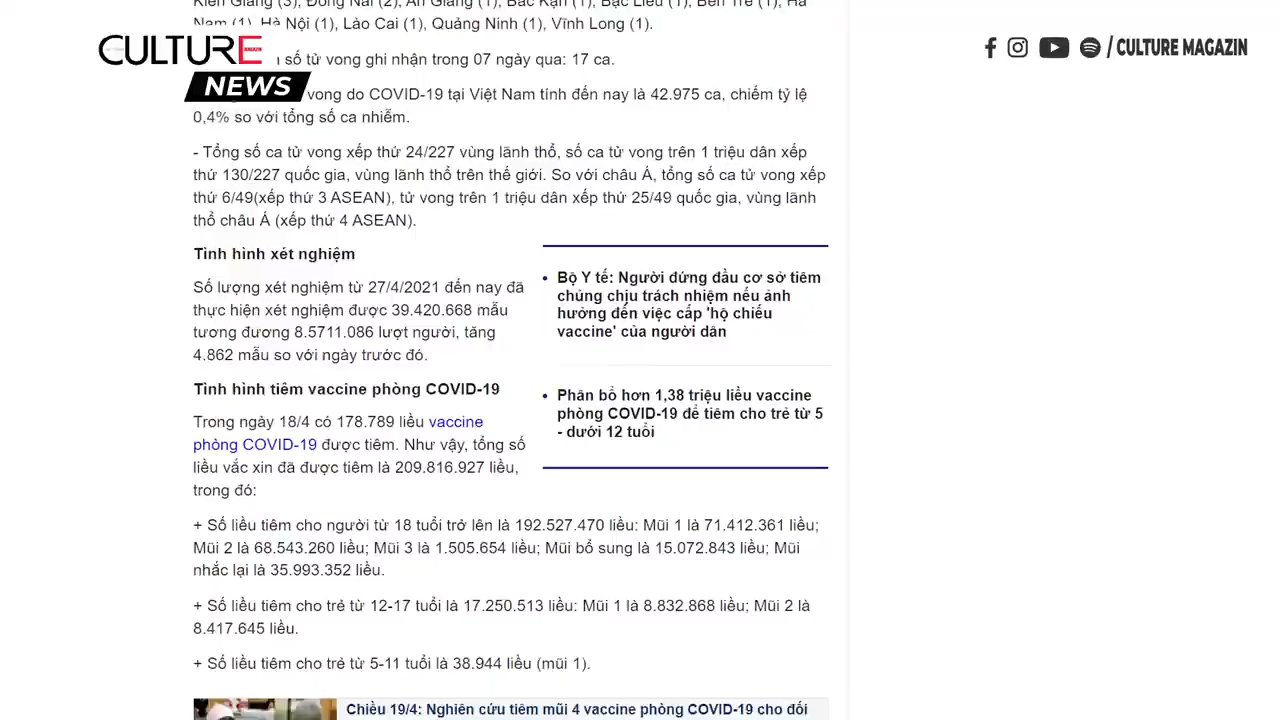 Kiên Giang (3), Đồng Nai (2), An Giang (1), Bắc Kạn (1), Bạc Liêu (1), Bến Tre (1), Hà
Nam (1), Hà Nội (1), Lào Cai (1), Quảng Ninh (1), Vĩnh Long (1).
CULTURE
NEWS
/ CULTURE MAGAZIN
số tử vong ghi nhận trong 07 ngày qua: 17 ca.
vong do COVID-19 tại Việt Nam tính đến nay là 42.975 ca, chiếm tỷ lệ
0,4% so với tổng số ca nhiễm.
- Tổng số ca tử vong xếp thứ 24/227 vùng lãnh thổ, số ca tử vong trên 1 triệu dân xếp
thứ 130/227 quốc gia, vùng lãnh thổ trên thế giới. So với châu Á, tổng số ca tử vong xếp
thứ 6/49(xếp thứ 3 ASEAN), tử vong trên 1 triệu dân xếp thứ 25/49 quốc gia, vùng lãnh
thổ châu Á (xếp thứ 4 ASEAN).
Tình hình xét nghiệm
Số lượng xét nghiệm từ 27/4/2021 đến nay đã
thực hiện xét nghiệm được 39.420.668 mẫu
tương đương 8.5711.086 lượt người, tăng
4.862 mẫu so với ngày trước đó.
Tình hình tiêm vaccine phòng COVID-19
Trong ngày 18/4 có 178.789 liều vaccine
phòng COVID-19 được tiêm. Như vậy, tổng số
liều vắc xin đã được tiêm là 209.816.927 liều,
trong đó:
• Bộ Y tế: Người đứng đầu cơ sở tiêm
chủng chịu trách nhiệm nếu ảnh
hưởng đến việc cấp 'hộ chiếu
vaccine' của người dân
• Phân bổ hơn 1,38 triệu liều vaccine
phòng COVID-19 để tiêm cho trẻ từ 5
- dưới 12 tuổi
+ Số liều tiêm cho người từ 18 tuổi trở lên là 192.527.470 liều: Mũi 1 là 71.412.361 liều;
Mũi 2 là 68.543.260 liều; Mũi 3 là 1.505.654 liều; Mũi bổ sung là 15.072.843 liều; Mũi
nhắc lại là 35.993.352 liều.
+ Số liều tiêm cho trẻ từ 12-17 tuổi là 17.250.513 liều: Mũi 1 là 8.832.868 liều; Mũi 2 là
8.417.645 liều.
+ Số liều tiêm cho trẻ từ 5-11 tuổi là 38.944 liều (mũi 1).
Chiều 19/4: Nghiên cứu tiêm mũi 4 vaccine phòng COVID-19 cho đối